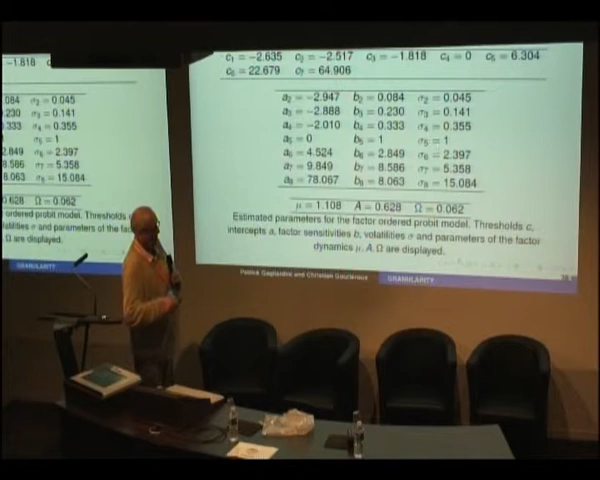 -1.818
c₁ = -2.635 c₂ = -2.517 c₃ = -1.818 c₄ = 0 c₅ = 6.304
c₆ = 22.679 c₇ = 64.906
.084 σ₂ = 0.045
.230 σ₃ = 0.141
.333 σ₄ = 0.355
σ₅ = 1
σ₆ = 2.397
8.586 σ₇ = 5.358
8.063 σ₈ = 15.084
0.628 Ω = 0.062
ordered probit model. Thresholds
and parameters of the
Ω are displayed.
a₂ = -2.947 b₂ = 0.084 σ₂ = 0.045
a₃ = -2.888 b₃ = 0.230 σ₃ = 0.141
a₄ = -2.010 b₄ = 0.333 σ₄ = 0.355
a₅ = 0 b₅ = 1 σ₅ = 1
a₆ = 4.524 b₆ = 2.849 σ₆ = 2.397
a₇ = 9.849 b₇ = 8.586 σ₇ = 5.358
a₈ = 78.067 b₈ = 8.063 σ₈ = 15.084
μ = 1.108 A = 0.628 Ω = 0.062
Estimated parameters for the factor ordered probit model. Thresholds c,
intercepts a, factor sensitivities b, volatilities σ and parameters of the factor
dynamics μ, A, Ω are displayed.
Patrick Gagliardini and Christian Gouriéroux GRANULARITY
GRANULARITY